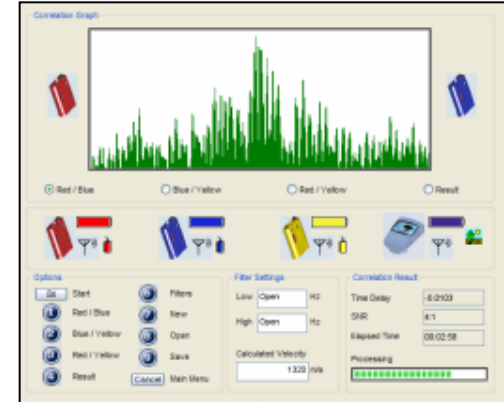 Correlation Graph
Red / Blue
Blue / Yellow
Red / Yellow
Result
Options
Filter Settings
Correlation Result
Go Start
Filters
Low Open Hz
Time Delay -0.0103
Red / Blue
New
High Open Hz
SNR 4:1
Blue / Yellow
Open
Elapsed Time 00:02:58
Red / Yellow
Save
Calculated Velocity
Processing
Result
Cancel Main Menu
m/s